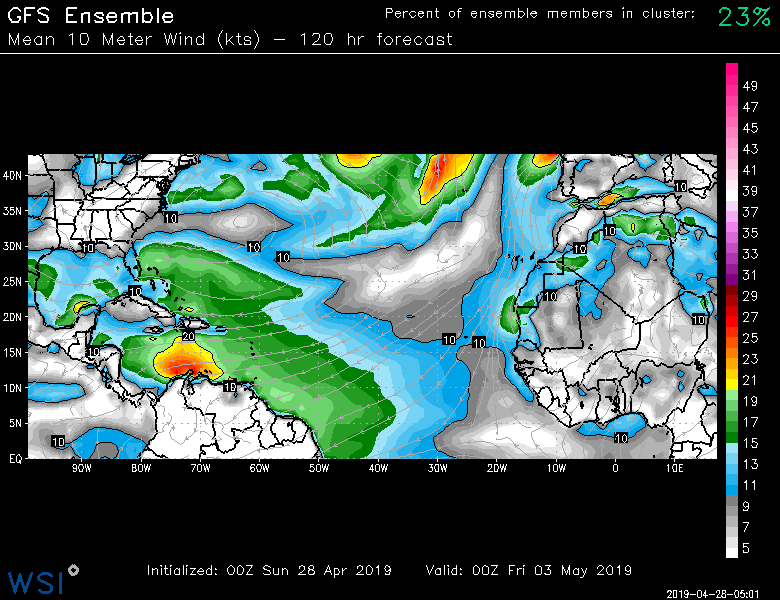 GFS Ensemble
Percent of ensemble members in cluster: 23%
Mean 10 Meter Wind (kts) – 120 hr forecast
49
47
45
43
41
39
37
35
33
31
29
27
25
23
21
19
17
15
13
11
9
7
5
40N
35N
30N
25N
20N
15N
10N
5N
EQ
10
10
10
10
10
10
10
10
10
10
20
10
10
10
10
10
0
90W 80W 70W 60W 50W 40W 30W 20W 10W 0 10E
Initialized: 00Z Sun 28 Apr 2019 Valid: 00Z Fri 03 May 2019
WSI
2019-04-28-05:01